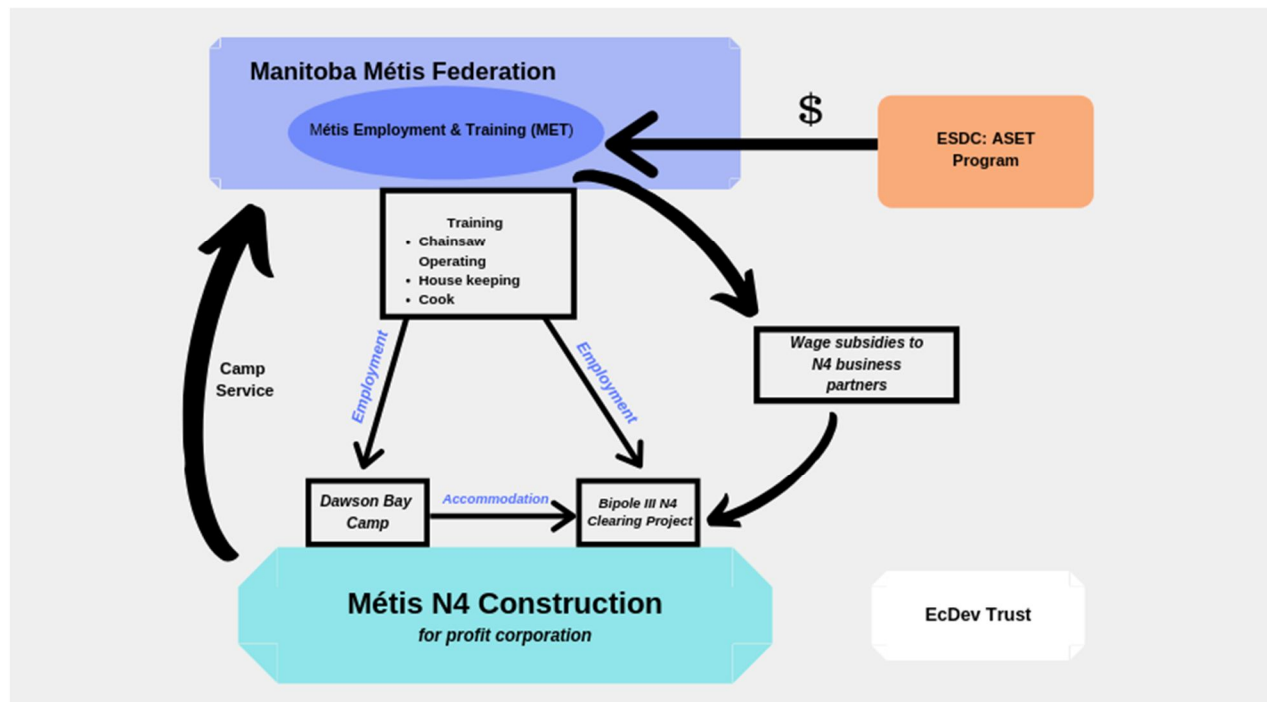 Manitoba Métis Federation
Métis Employment & Training (MET)
$
ESDC: ASET
Program
Training
• Chainsaw
Operating
• House keeping
• Cook
Employment
Employment
Wage subsidies to
N4 business
partners
Camp
Service
Dawson Bay
Camp
Accommodation
Bipole III N4
Clearing Project
Métis N4 Construction
for profit corporation
EcDev Trust